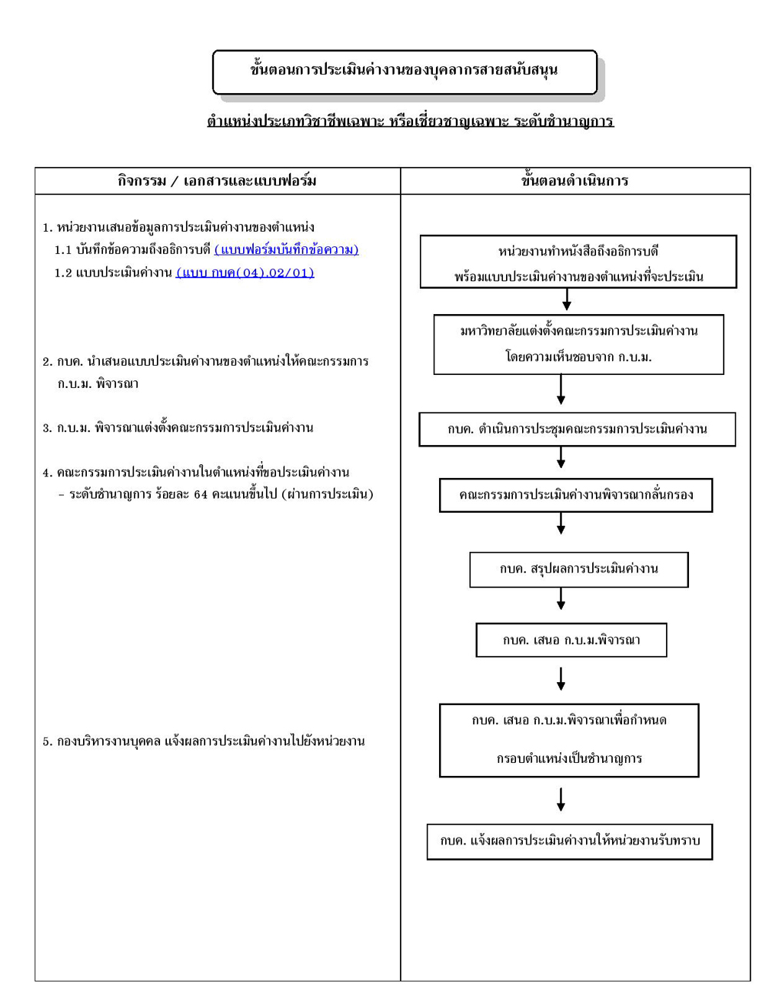 ขั้นตอนการประเมินค่างานของบุคลากรสายสนับสนุน
ตำแหน่งประเภทวิชาชีพเฉพาะ หรือเชี่ยวชาญเฉพาะ ระดับชำนาญการ
กิจกรรม / เอกสารและแบบฟอร์ม
1. หน่วยงานเสนอข้อมูลการประเมินค่างานของตำแหน่ง
1.1 บันทึกข้อความถึงอธิการบดี (แบบฟอร์มบันทึกข้อความ)
1.2 แบบประเมินค่างาน (แบบ กบค(04).02/01)
2. กบค. นำเสนอแบบประเมินค่างานของตำแหน่งให้คณะกรรมการ
ก.บ.ม. พิจารณา
3. ก.บ.ม. พิจารณาแต่งตั้งคณะกรรมการประเมินค่างาน
4. คณะกรรมการประเมินค่างานในตำแหน่งที่ขอประเมินค่างาน
- ระดับชำนาญการ ร้อยละ 64 คะแนนขึ้นไป (ผ่านการประเมิน)
5. กองบริหารงานบุคคล แจ้งผลการประเมินค่างานไปยังหน่วยงาน
ขั้นตอนดำเนินการ
หน่วยงานทำหนังสือถึงอธิการบดี
พร้อมแบบประเมินค่างานของตำแหน่งที่จะประเมิน
มหาวิทยาลัยแต่งตั้งคณะกรรมการประเมินค่างาน
โดยความเห็นชอบจาก ก.บ.ม.
กบค. ดำเนินการประชุมคณะกรรมการประเมินค่างาน
คณะกรรมการประเมินค่างานพิจารณากลั่นกรอง
กบค. สรุปผลการประเมินค่างาน
กบค. เสนอ ก.บ.ม.พิจารณา
กบค. เสนอ ก.บ.ม.พิจารณาเพื่อกำหนด
กรอบตำแหน่งเป็นชำนาญการ
กบค. แจ้งผลการประเมินค่างานให้หน่วยงานรับทราบ